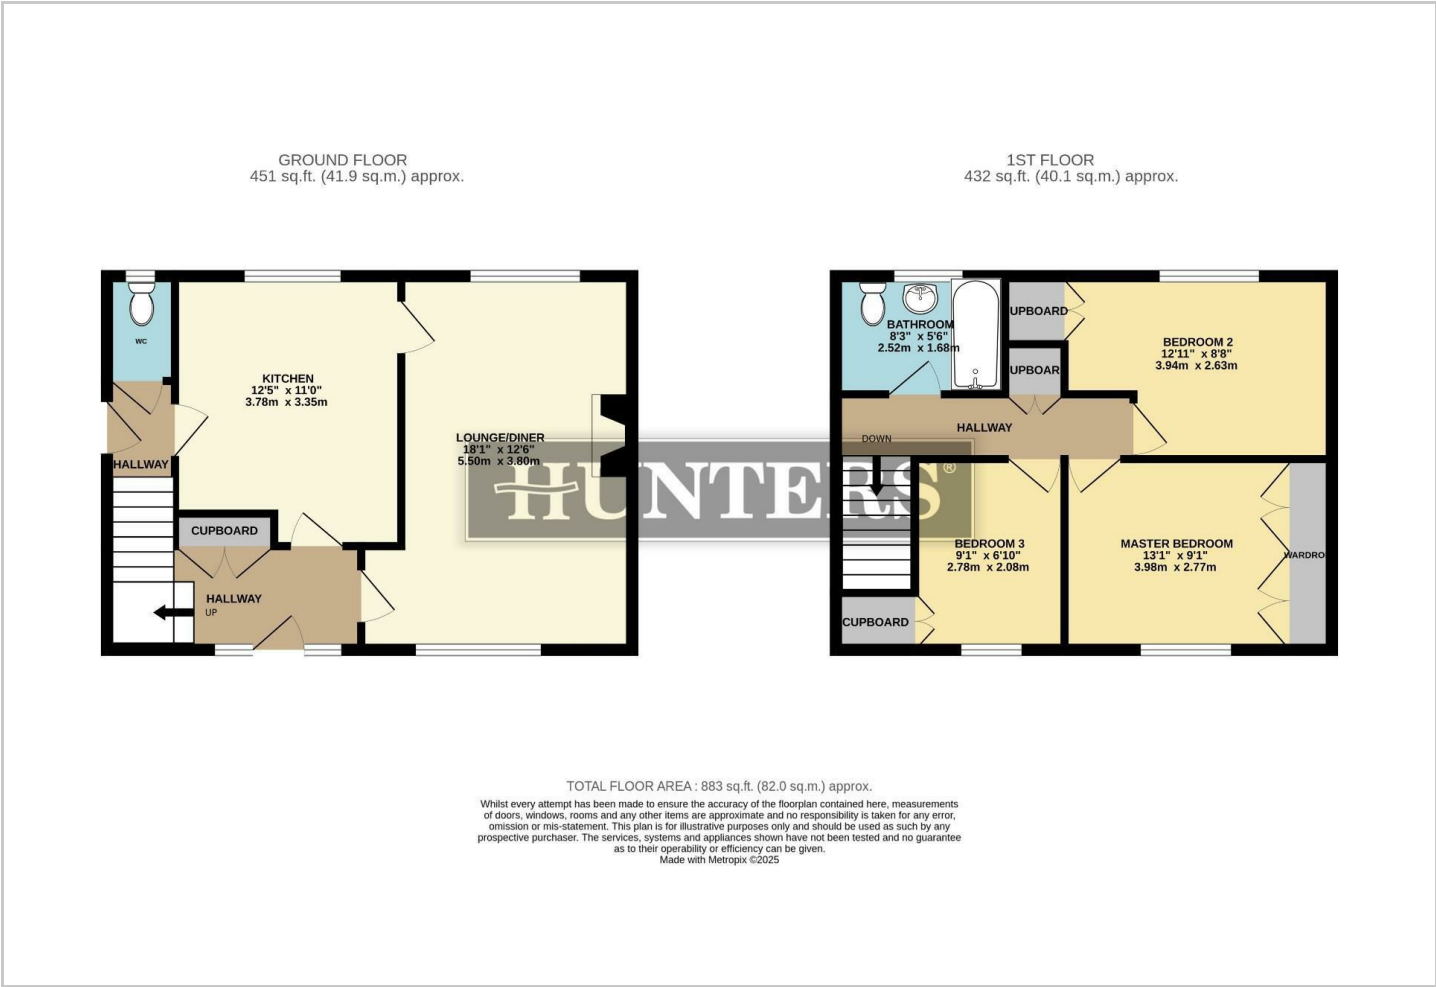 GROUND FLOOR
451 sq.ft. (41.9 sq.m.) approx.
1ST FLOOR
432 sq.ft. (40.1 sq.m.) approx.
WC
KITCHEN
12'5" x 11'0"
3.78m x 3.35m
LOUNGE/DINER
18'1" x 12'6"
5.50m x 3.80m
HALLWAY
CUPBOARD
HALLWAY
UP
BATHROOM
8'3" x 5'6"
2.52m x 1.68m
UPBOARD
UPBOAR
BEDROOM 2
12'11" x 8'8"
3.94m x 2.63m
HALLWAY
DOWN
HUNTERS®
BEDROOM 3
9'1" x 6'10"
2.78m x 2.08m
MASTER BEDROOM
13'1" x 9'1"
3.98m x 2.77m
WARDRO
CUPBOARD
TOTAL FLOOR AREA : 883 sq.ft. (82.0 sq.m.) approx.
Whilst every attempt has been made to ensure the accuracy of the floorplan contained here, measurements
of doors, windows, rooms and any other items are approximate and no responsibility is taken for any error,
omission or mis-statement. This plan is for illustrative purposes only and should be used as such by any
prospective purchaser. The services, systems and appliances shown have not been tested and no guarantee
as to their operability or efficiency can be given.
Made with Metropix ©2025